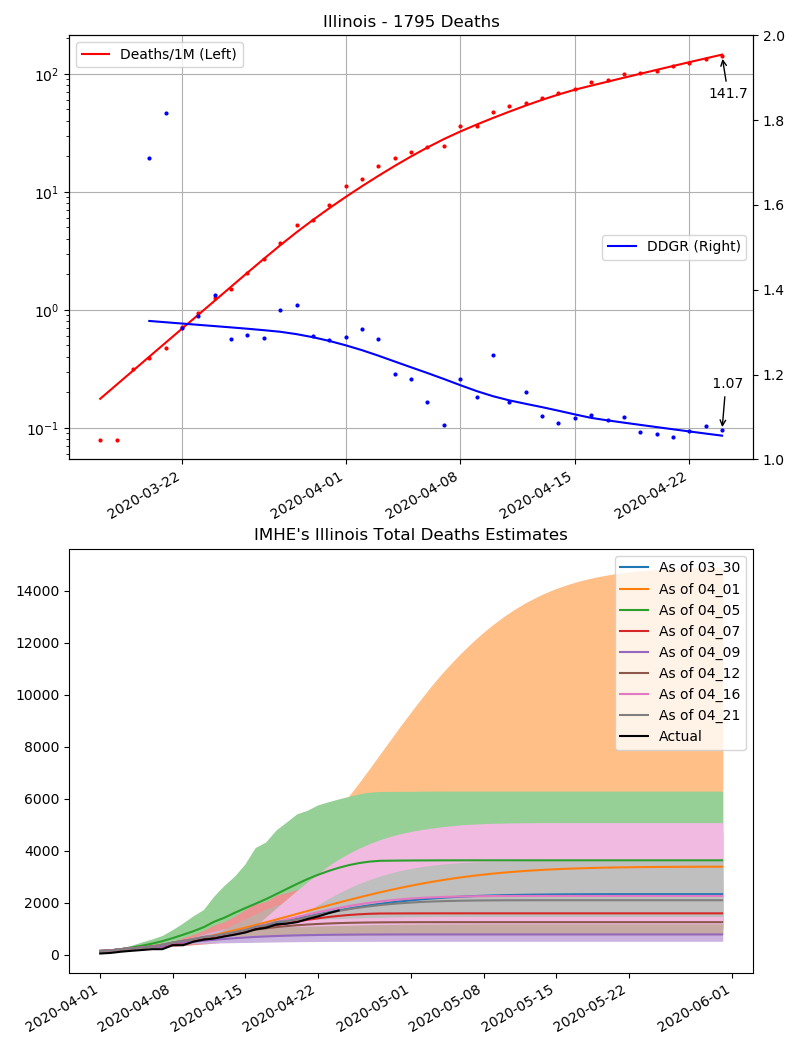 Illinois - 1795 Deaths
Deaths/1M (Left)
DDGR (Right)
141.7
1.07
10²
10¹
10⁰
10⁻¹
2.0
1.8
1.6
1.4
1.2
1.0
2020-03-22
2020-04-01
2020-04-08
2020-04-15
2020-04-22
IMHE's Illinois Total Deaths Estimates
14000
12000
10000
8000
6000
4000
2000
0
As of 03_30
As of 04_01
As of 04_05
As of 04_07
As of 04_09
As of 04_12
As of 04_16
As of 04_21
Actual
2020-04-01
2020-04-08
2020-04-15
2020-04-22
2020-05-01
2020-05-08
2020-05-15
2020-05-22
2020-06-01